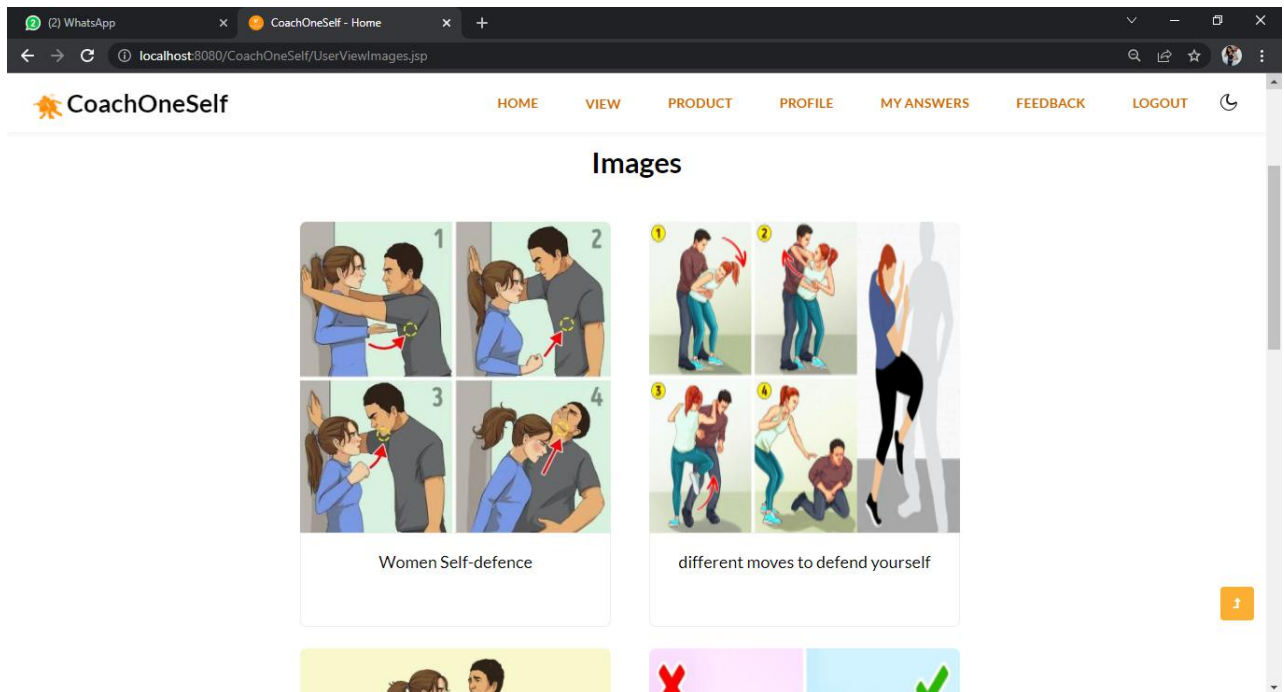 (2) WhatsApp
CoachOneSelf - Home
localhost:8080/CoachOneSelf/UserViewImages.jsp
CoachOneSelf
HOME VIEW PRODUCT PROFILE MY ANSWERS FEEDBACK LOGOUT
Images
1 2
3 4
1 2
3 4
Women Self-defence
different moves to defend yourself